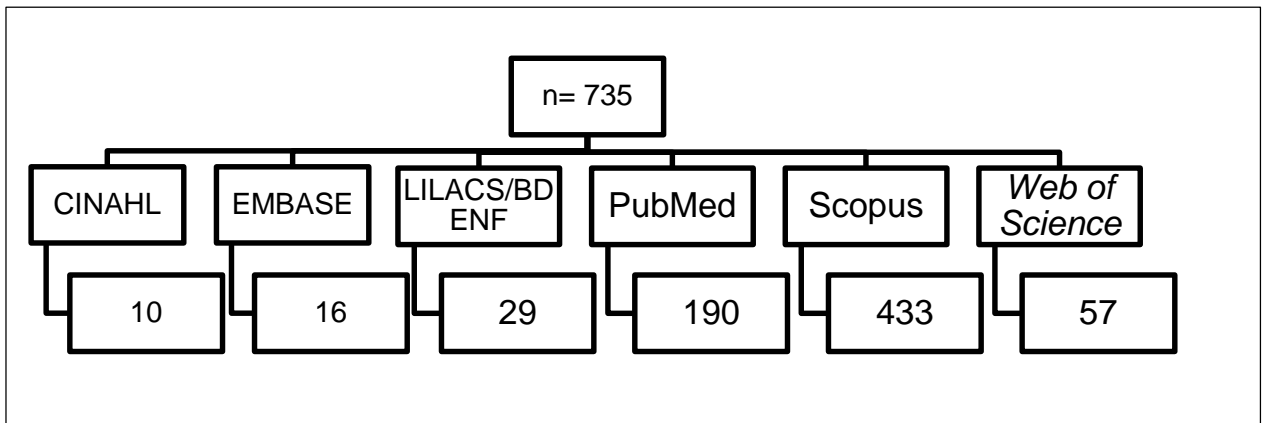 n= 735
CINAHL
EMBASE
LILACS/BD
ENF
PubMed
Scopus
Web of
Science
10
16
29
190
433
57